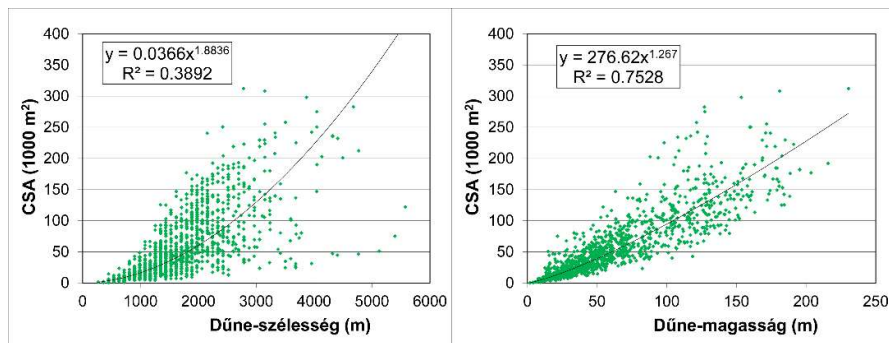 400
350
300
250
200
150
100
50
0
CSA (1000 m²)
y = 0.0366x^1.8836
R² = 0.3892
0 1000 2000 3000 4000 5000 6000
Dűne-szélesség (m)
400
350
300
250
200
150
100
50
0
CSA (1000 m²)
y = 276.62x^1.267
R² = 0.7528
0 50 100 150 200 250
Dűne-magasság (m)